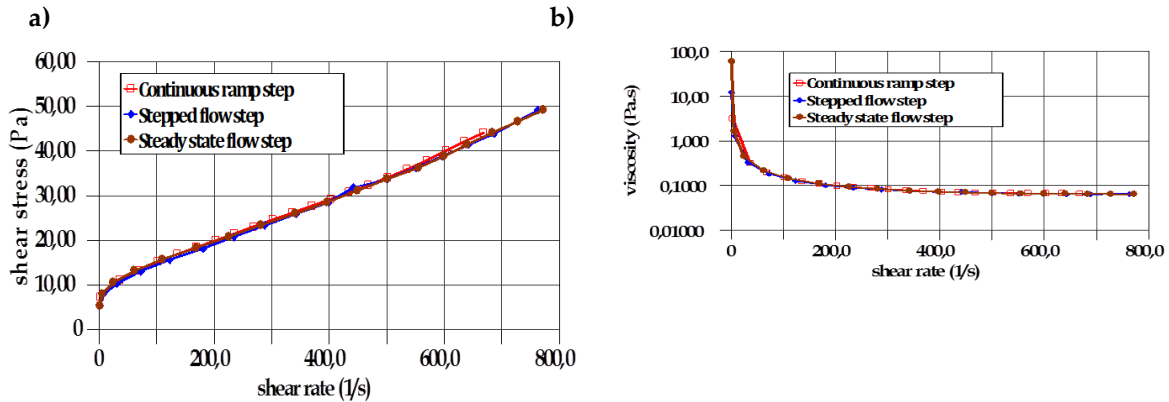 a)
60,00
50,00
40,00
30,00
20,00
10,00
0
shear stress (Pa)
Continuous ramp step
Stepped flow step
Steady state flow step
0
200,0
400,0
600,0
800,0
shear rate (1/s)
b)
100,0
10,00
1,000
0,1000
0,01000
viscosity (Pa.s)
Continuous ramp step
Stepped flow step
Steady state flow step
0
200,0
400,0
600,0
800,0
shear rate (1/s)